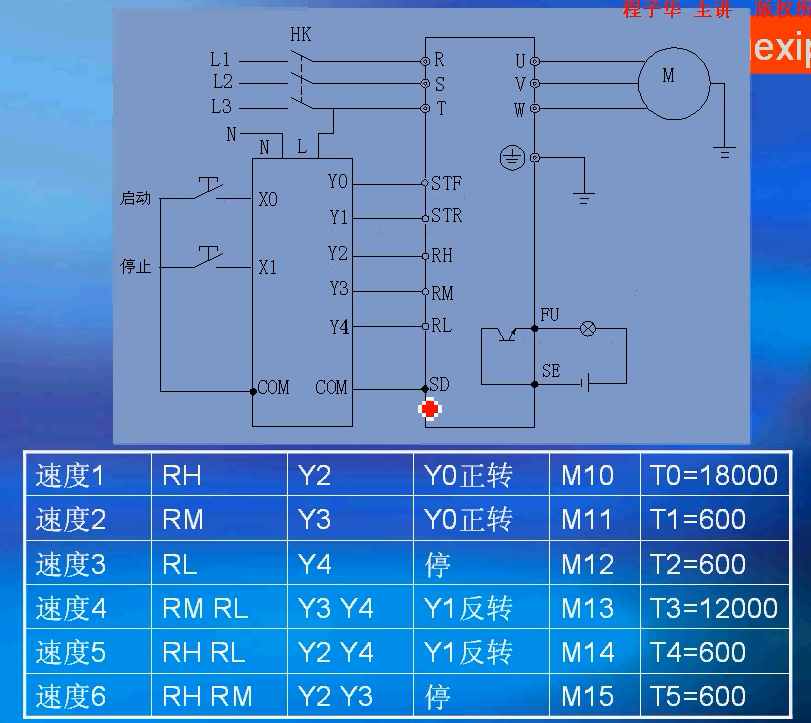 程子华 主讲 版权所
exip
HK
L1 R U
L2 S V M
L3 T W
N N L
Y0 STF
启动 X0
Y1 STR
Y2 RH
停止 X1
Y3 RM
Y4 RL FU
SE
COM COM SD
速度1 RH Y2 Y0正转 M10 T0=18000
速度2 RM Y3 Y0正转 M11 T1=600
速度3 RL Y4 停 M12 T2=600
速度4 RM RL Y3 Y4 Y1反转 M13 T3=12000
速度5 RH RL Y2 Y4 Y1反转 M14 T4=600
速度6 RH RM Y2 Y3 停 M15 T5=600